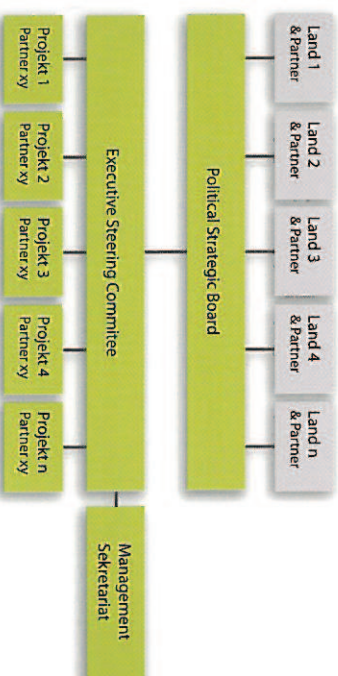 Land 1
& Partner
Land 2
& Partner
Land 3
& Partner
Land 4
& Partner
Land n
& Partner
Political Strategic Board
Executive Steering Commitee
Management
Sekretariat
Projekt 1
Partner xy
Projekt 2
Partner xy
Projekt 3
Partner xy
Projekt 4
Partner xy
Projekt n
Partner xy